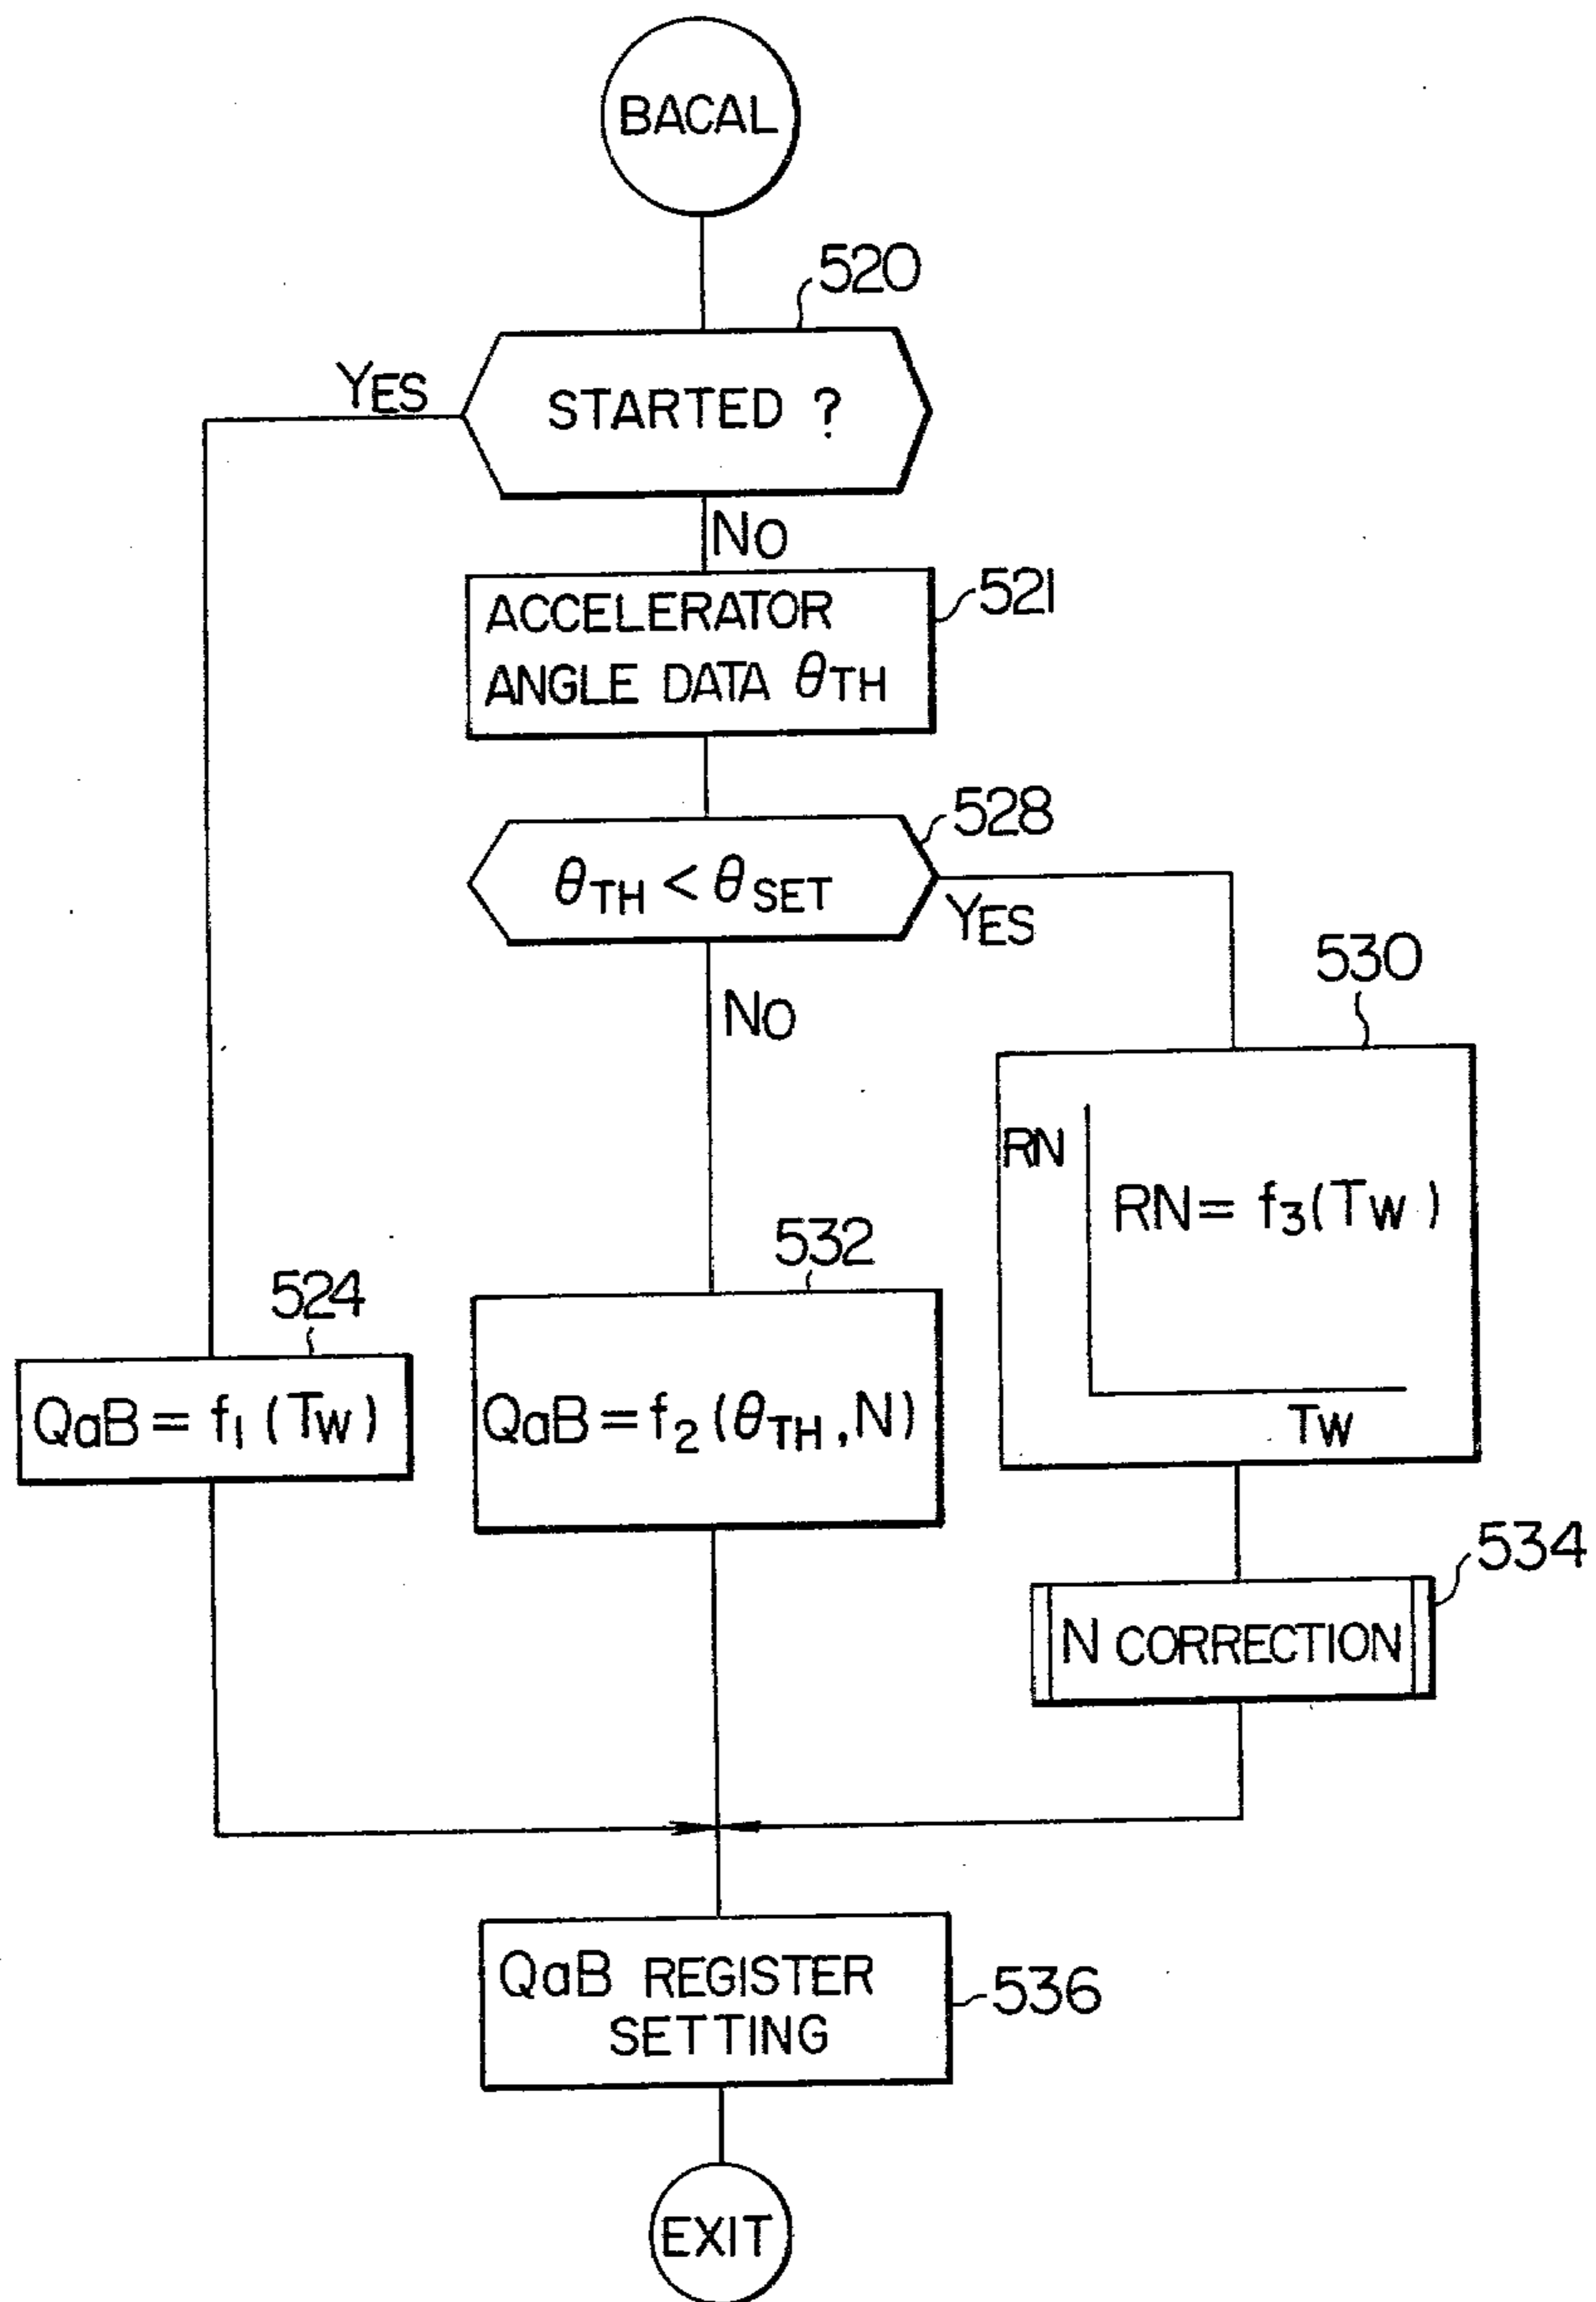 BACAL
520
YES
STARTED ?
NO
521
ACCELERATOR
ANGLE DATA θTH
528
θTH < θSET
YES
NO
530
RN
RN = f3(TW)
TW
532
QaB = f2(θTH,N)
524
QaB = f1(TW)
534
N CORRECTION
QaB REGISTER
SETTING
536
EXIT